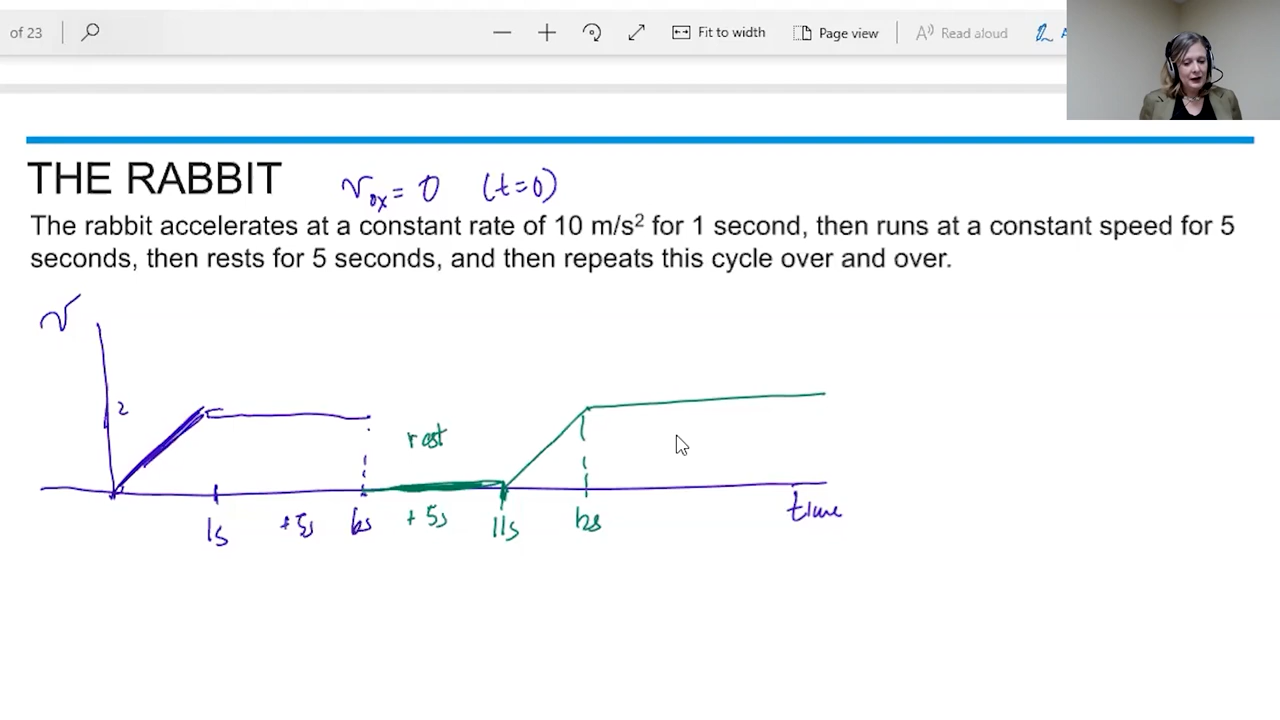 of 23 Fit to width Page view Read aloud
THE RABBIT v₀ₓ = 0 (t=0)
The rabbit accelerates at a constant rate of 10 m/s² for 1 second, then runs at a constant speed for 5
seconds, then rests for 5 seconds, and then repeats this cycle over and over.
v
2
rest
1s +5s 6s +5s 11s 12s time